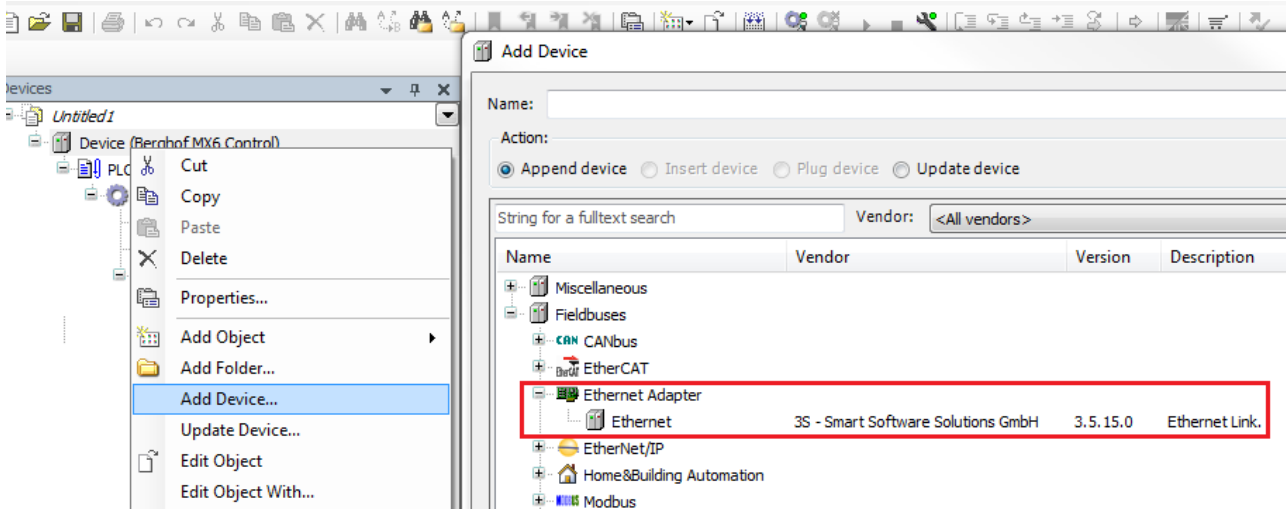 Add Device
Devices
Untitled1
Device (Berghof MX6 Control)
PLC
Cut
Copy
Paste
Delete
Properties...
Add Object
Add Folder...
Add Device...
Update Device...
Edit Object
Edit Object With...
Name:
Action:
Append device Insert device Plug device Update device
String for a fulltext search Vendor: <All vendors>
Name Vendor Version Description
Miscellaneous
Fieldbuses
CAN CANbus
EtherCAT
Ethernet Adapter
Ethernet 3S - Smart Software Solutions GmbH 3.5.15.0 Ethernet Link.
EtherNet/IP
Home&Building Automation
Modbus